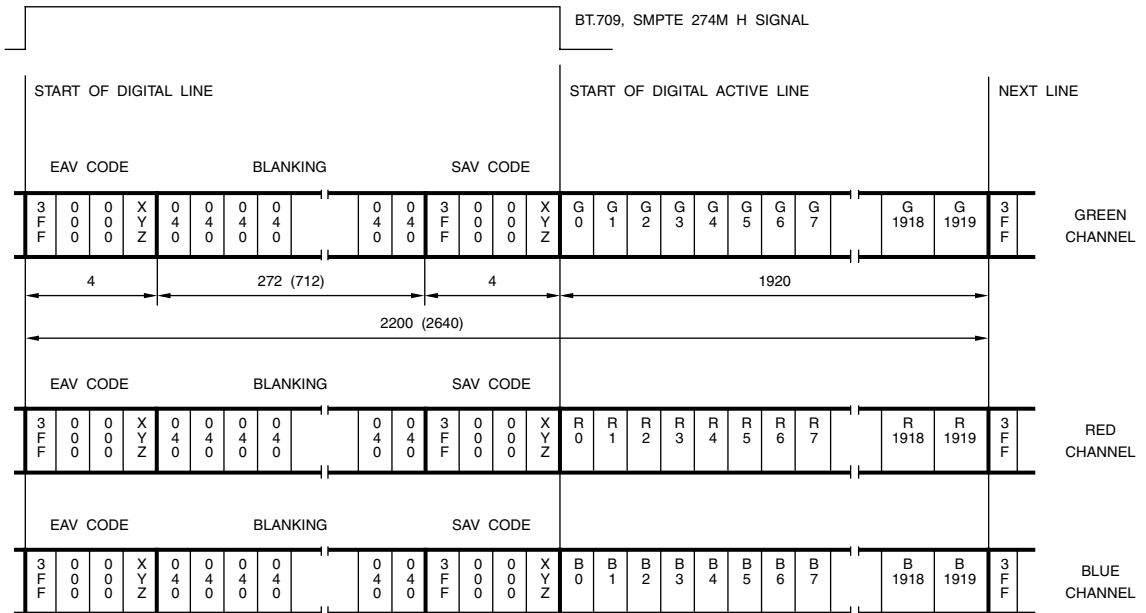 BT.709, SMPTE 274M H SIGNAL
START OF DIGITAL LINE START OF DIGITAL ACTIVE LINE NEXT LINE
EAV CODE BLANKING SAV CODE
3FF 000 000 XYZ 040 040 040 040 040 040 3FF 000 000 XYZ G0 G1 G2 G3 G4 G5 G6 G7 G1918 G1919 3FF GREEN CHANNEL
4 272 (712) 4 1920
2200 (2640)
EAV CODE BLANKING SAV CODE
3FF 000 000 XYZ 040 040 040 040 040 040 3FF 000 000 XYZ R0 R1 R2 R3 R4 R5 R6 R7 R1918 R1919 3FF RED CHANNEL
EAV CODE BLANKING SAV CODE
3FF 000 000 XYZ 040 040 040 040 040 040 3FF 000 000 XYZ B0 B1 B2 B3 B4 B5 B6 B7 B1918 B1919 3FF BLUE CHANNEL